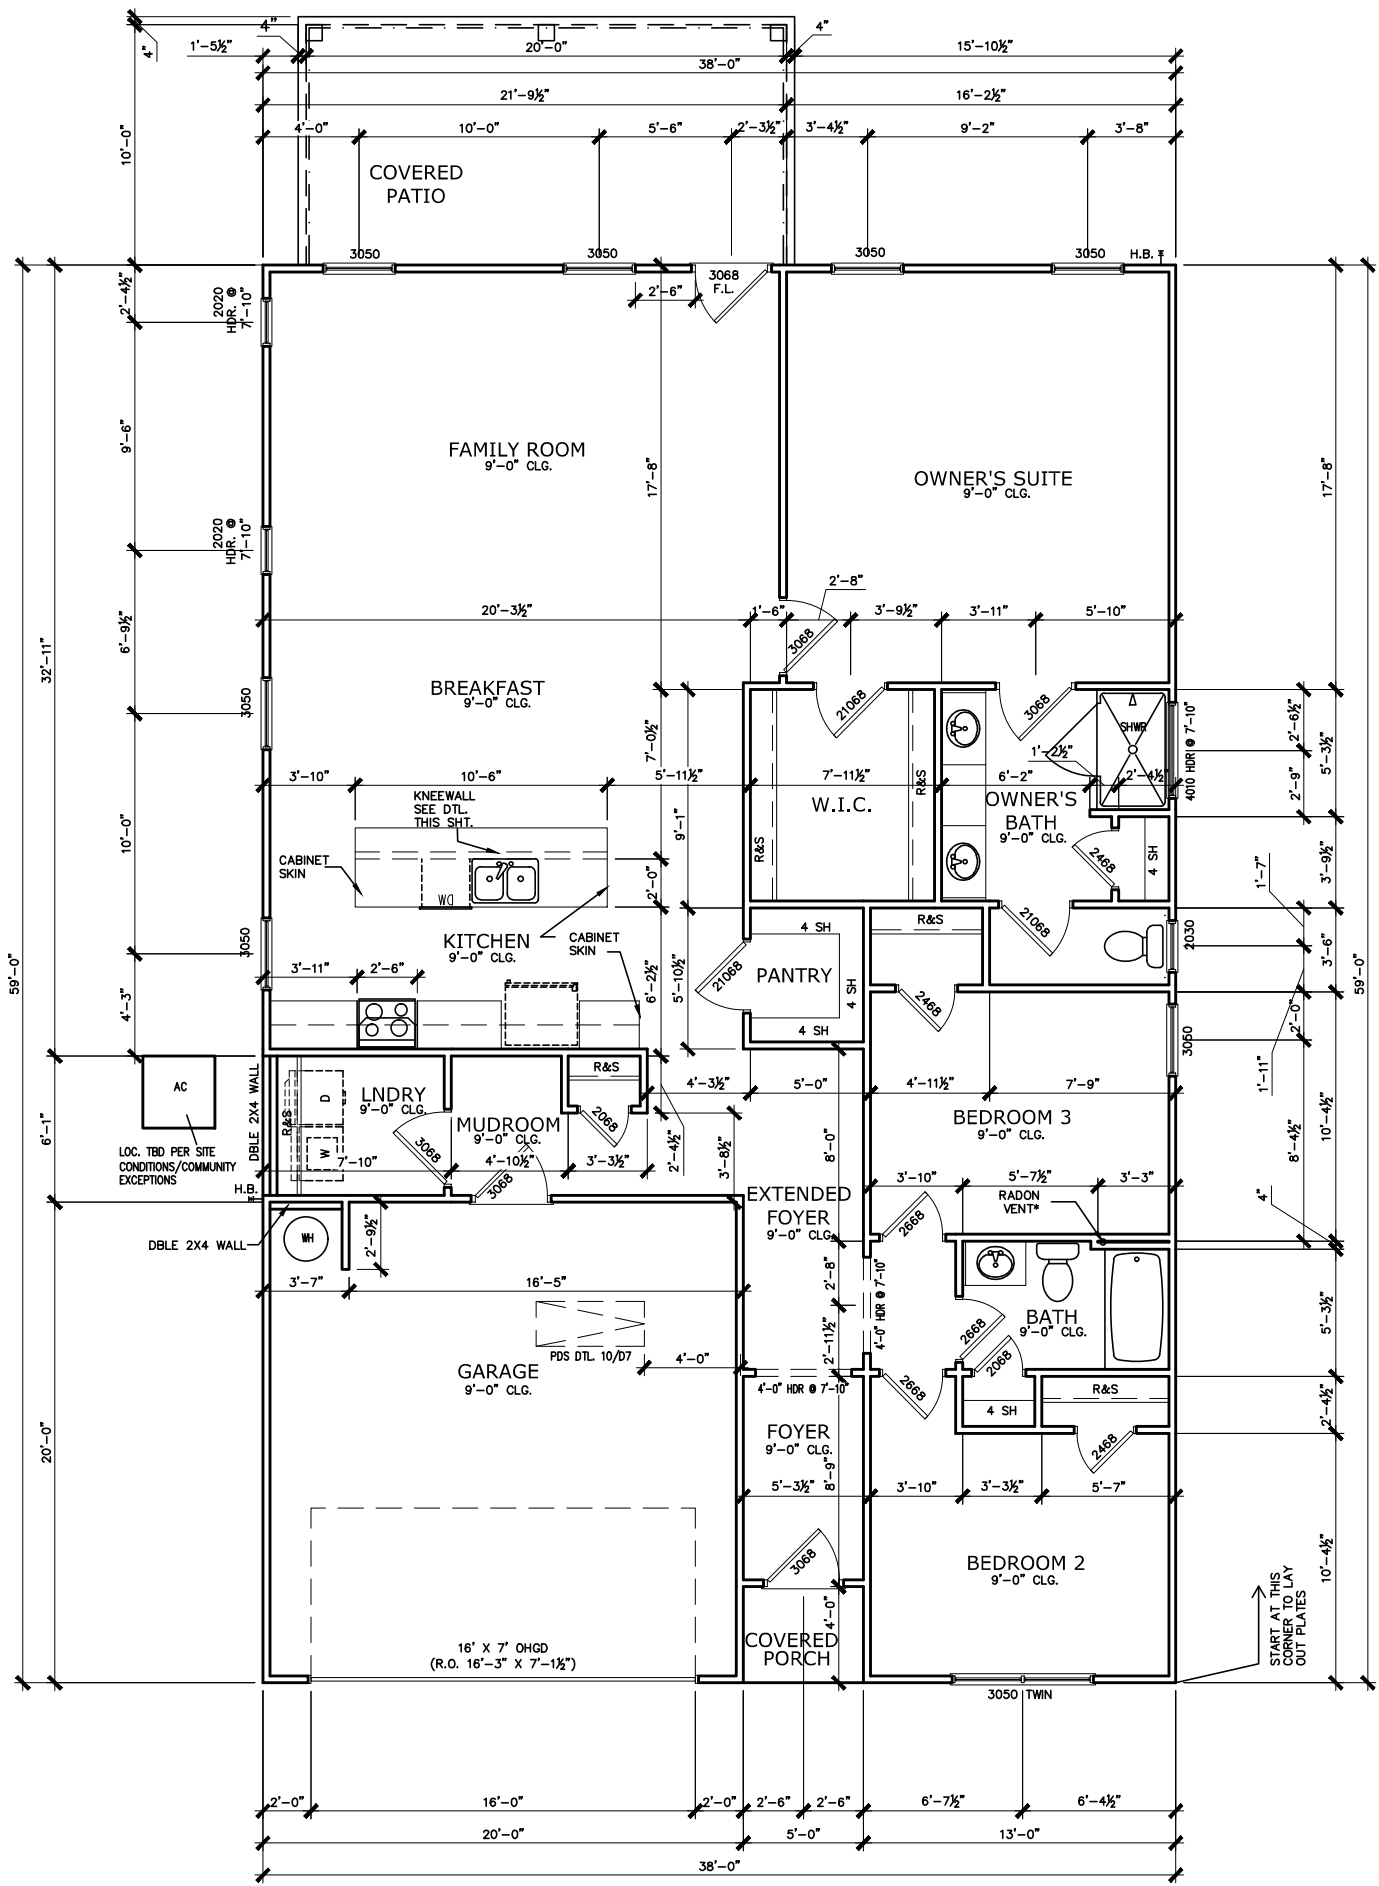 4"
4"
4"
1'-5½"
20'-0"
15'-10½"
38'-0"
21'-9½"
16'-2½"
4'-0"
10'-0"
5'-6"
2'-3½"
3'-4½"
9'-2"
3'-8"
10'-0"
COVERED
PATIO
3050
3050
3050
3050
H.B.
3068
F.L.
2'-6"
2'-4½"
2020
HDR. @
7'-10"
9'-6"
FAMILY ROOM
9'-0" CLG.
17'-8"
OWNER'S SUITE
9'-0" CLG.
17'-8"
2020
HDR. @
7'-10"
2'-8"
20'-3½"
1'-6"
3'-9½"
3'-11"
5'-10"
3068
6'-9½"
32'-11"
BREAKFAST
9'-0" CLG.
3050
21068
3068
7'-0½"
SHWR
4010 HDR @ 7'-10"
2'-6½"
5'-3½"
1'-2½"
3'-10"
10'-6"
5'-11½"
7'-11½"
R&S
6'-2"
2'-4½"
2'-9"
KNEEWALL
SEE DTL.
THIS SHT.
W.I.C.
OWNER'S
BATH
9'-0" CLG.
10'-0"
9'-1"
R&S
CABINET
SKIN
DW
2'-0"
2468
4 SH
3'-9½"
1'-7"
3050
KITCHEN
9'-0" CLG.
CABINET
SKIN
4 SH
R&S
21068
2030
3'-6"
59'-0"
59'-0"
3'-11"
2'-6"
6'-2½"
5'-10½"
21068
PANTRY
4 SH
4 SH
2468
4'-3"
2'-0"
3050
1'-11"
AC
LOC. TBD PER SITE
CONDITIONS/COMMUNITY
EXCEPTIONS
DBLE 2X4 WALL
R&S
D
W
LNDRY
9'-0" CLG.
MUDROOM
9'-0" CLG.
R&S
2068
3068
3068
4'-3½"
5'-0"
4'-11½"
7'-9"
BEDROOM 3
9'-0" CLG.
6'-1"
7'-10"
4'-10½"
3'-3½"
2'-4½"
3'-8½"
8'-0"
8'-4½"
10'-4½"
H.B.
EXTENDED
FOYER
9'-0" CLG.
3'-10"
5'-7½"
3'-3"
RADON
VENT*
4"
2668
DBLE 2X4 WALL
WH
2'-9½"
3'-7"
16'-5"
2'-8"
4'-0" HDR @ 7'-10"
2'-11½"
BATH
9'-0" CLG.
2668
2068
5'-3½"
PDS DTL. 10/D7
4'-0"
GARAGE
9'-0" CLG.
4'-0" HDR @ 7'-10"
2668
4 SH
R&S
2468
2'-4½"
FOYER
9'-0" CLG.
8'-9"
20'-0"
5'-3½"
3'-10"
3'-3½"
5'-7"
3068
BEDROOM 2
9'-0" CLG.
10'-4½"
START AT THIS
CORNER TO LAY
OUT PLATES
4'-0"
COVERED
PORCH
16' X 7' OHGD
(R.O. 16'-3" X 7'-1½")
3050 TWIN
2'-0"
16'-0"
2'-0"
2'-6"
2'-6"
6'-7½"
6'-4½"
20'-0"
5'-0"
13'-0"
38'-0"